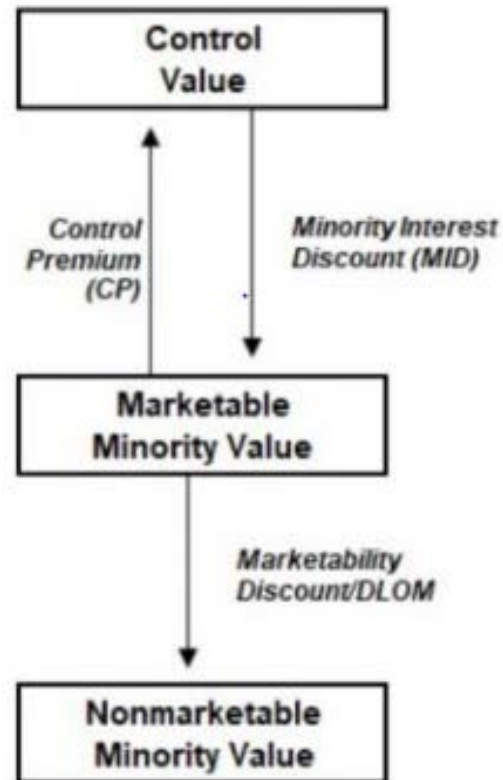 Control
Value
Control
Premium
(CP)
Minority Interest
Discount (MID)
Marketable
Minority Value
Marketability
Discount/DLOM
Nonmarketable
Minority Value